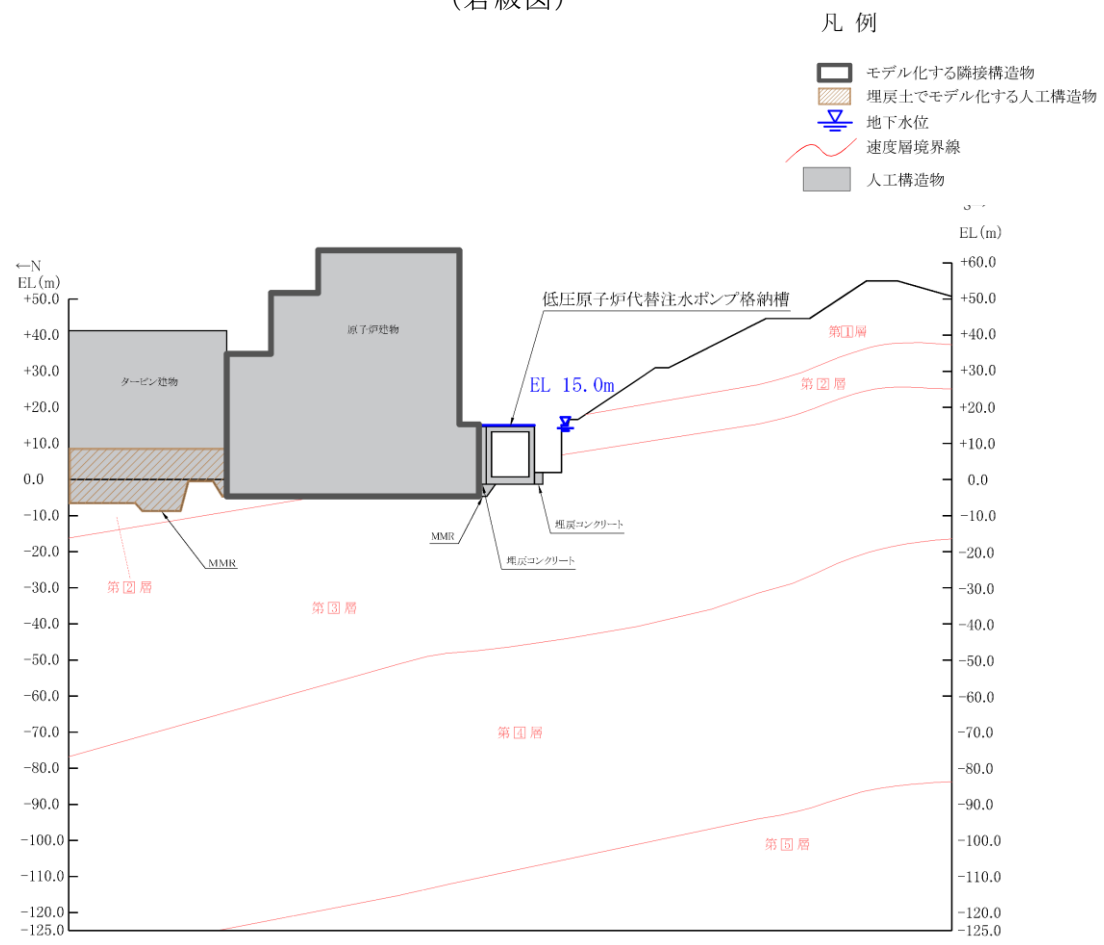 (岩級図)
凡 例
モデル化する隣接構造物
埋戻土でモデル化する人工構造物
地下水位
速度層境界線
人工構造物
S→
EL(m)
←N
EL(m)
+60.0
+50.0
+40.0
+30.0
+20.0
+10.0
0.0
-10.0
-20.0
-30.0
-40.0
-50.0
-60.0
-70.0
-80.0
-90.0
-100.0
-110.0
-120.0
-125.0
+50.0
+40.0
+30.0
+20.0
+10.0
0.0
-10.0
-20.0
-30.0
-40.0
-50.0
-60.0
-70.0
-80.0
-90.0
-100.0
-110.0
-120.0
-125.0
低圧原子炉代替注水ポンプ格納槽
原子炉建物
タービン建物
EL 15.0m
第1層
第2層
MMR
埋戻コンクリート
埋戻コンクリート
MMR
第2層
第3層
第4層
第5層